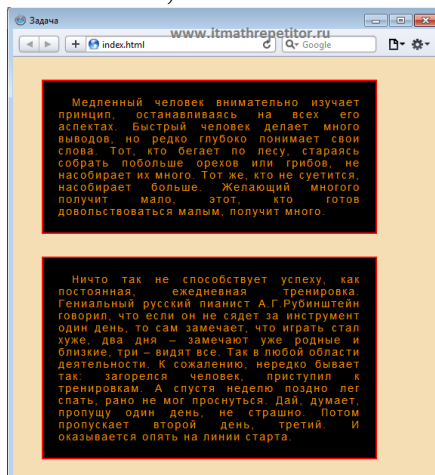 Задача
www.itmathrepetitor.ru
index.html
Google
Медленный человек внимательно изучает
принцип, останавливаясь на всех его
аспектах. Быстрый человек делает много
выводов, но редко глубоко понимает свои
слова. Тот, кто бегает по лесу, стараясь
собрать побольше орехов или грибов, не
насобирает их много. Тот же, кто не суетится,
насобирает больше. Желающий многого
получит мало, этот, кто готов
довольствоваться малым, получит много.
Ничто так не способствует успеху, как
постоянная, ежедневная тренировка.
Гениальный русский пианист А.Г.Рубинштейн
говорил, что если он не сядет за инструмент
один день, то сам замечает, что играть стал
хуже, два дня – замечают уже родные и
близкие, три – видят все. Так в любой области
деятельности. К сожалению, нередко бывает
так: загорелся человек, приступил к
тренировкам. А спустя неделю поздно лег
спать, рано не мог проснуться. Дай, думает,
пропущу один день, не страшно. Потом
пропускает второй день, третий. И
оказывается опять на линии старта.